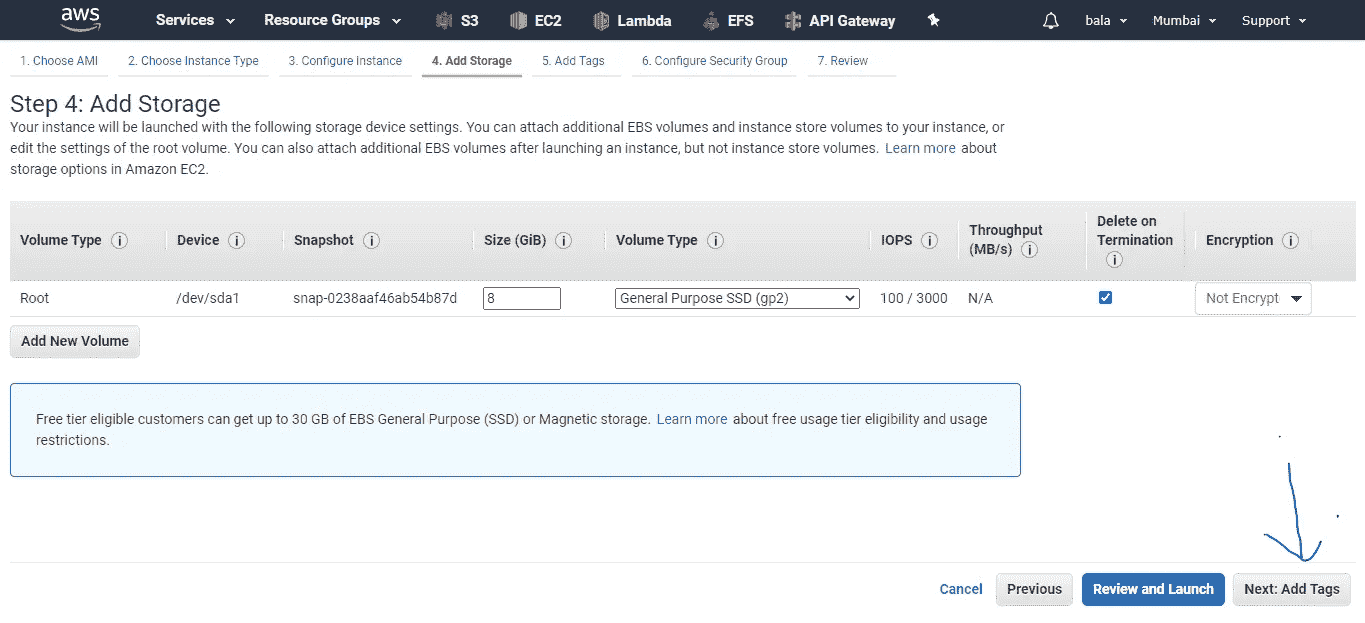 aws Services Resource Groups S3 EC2 Lambda EFS API Gateway bala Mumbai Support
1. Choose AMI 2. Choose Instance Type 3. Configure Instance 4. Add Storage 5. Add Tags 6. Configure Security Group 7. Review
Step 4: Add Storage
Your instance will be launched with the following storage device settings. You can attach additional EBS volumes and instance store volumes to your instance, or
edit the settings of the root volume. You can also attach additional EBS volumes after launching an instance, but not instance store volumes. Learn more about
storage options in Amazon EC2.
Volume Type Device Snapshot Size (GiB) Volume Type IOPS Throughput (MB/s) Delete on Termination Encryption
Root /dev/sda1 snap-0238aaf46ab54b87d 8 General Purpose SSD (gp2) 100 / 3000 N/A Not Encrypt
Add New Volume
Free tier eligible customers can get up to 30 GB of EBS General Purpose (SSD) or Magnetic storage. Learn more about free usage tier eligibility and usage
restrictions.
Cancel Previous Review and Launch Next: Add Tags